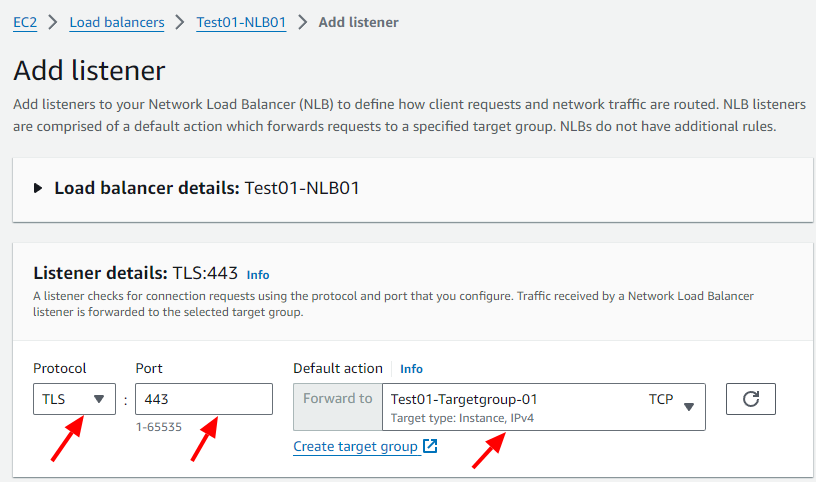 EC2 > Load balancers > Test01-NLB01 > Add listener
Add listener
Add listeners to your Network Load Balancer (NLB) to define how client requests and network traffic are routed. NLB listeners
are comprised of a default action which forwards requests to a specified target group. NLBs do not have additional rules.
Load balancer details: Test01-NLB01
Listener details: TLS:443 Info
A listener checks for connection requests using the protocol and port that you configure. Traffic received by a Network Load Balancer
listener is forwarded to the selected target group.
Protocol Port Default action Info
TLS : 443 Forward to Test01-Targetgroup-01 TCP
Target type: Instance, IPv4
1-65535
Create target group